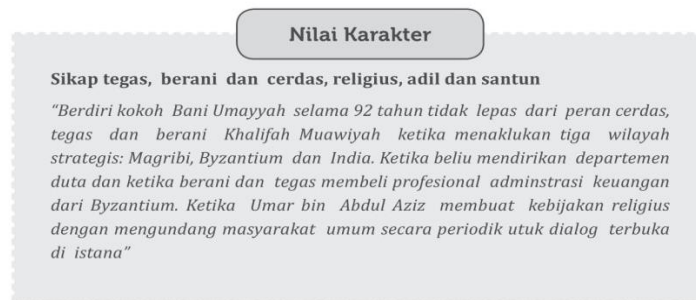 Nilai Karakter
Sikap tegas, berani dan cerdas, religius, adil dan santun
“Berdiri kokoh Bani Umayyah selama 92 tahun tidak lepas dari peran cerdas,
tegas dan berani Khalifah Muawiyah ketika menaklukan tiga wilayah
strategis: Magribi, Byzantium dan India. Ketika beliu mendirikan departemen
duta dan ketika berani dan tegas membeli profesional adminstrasi keuangan
dari Byzantium. Ketika Umar bin Abdul Aziz membuat kebijakan religius
dengan mengundang masyarakat umum secara periodik utuk dialog terbuka
di istana”